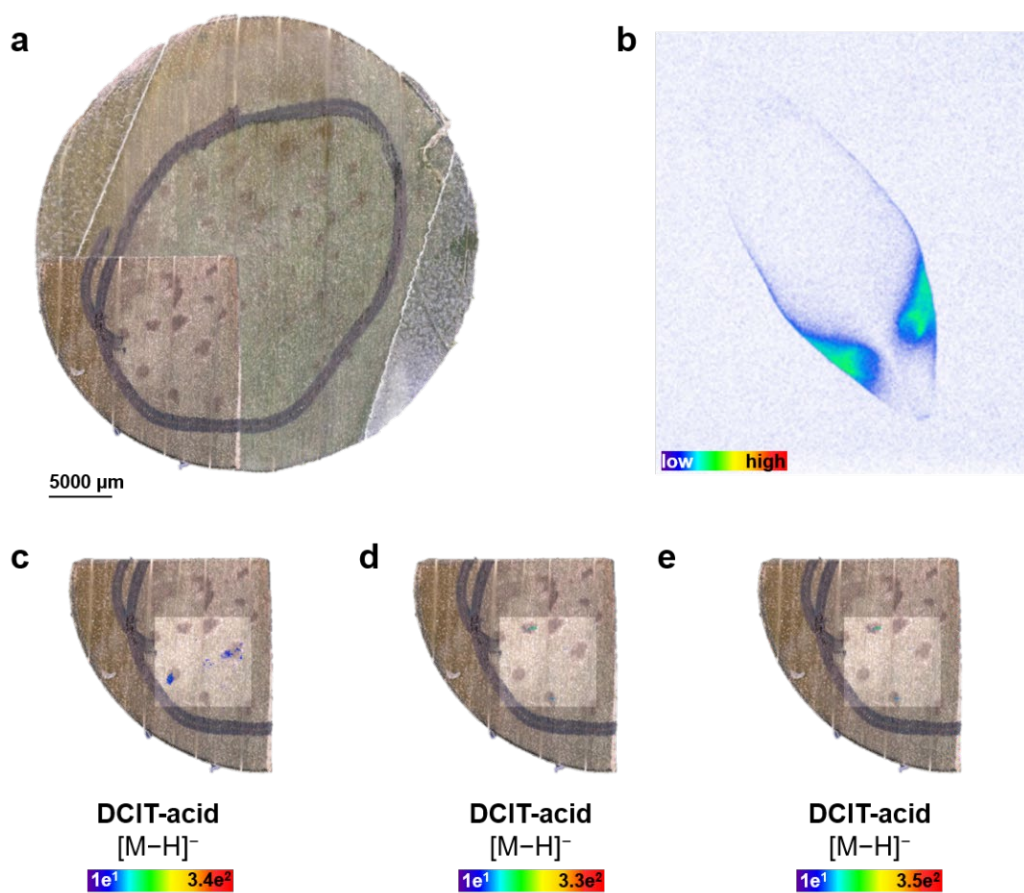 a
b
5000 µm
low high
c
d
e
DCIT-acid
[M−H]⁻
1e¹ 3.4e²
DCIT-acid
[M−H]⁻
1e¹ 3.3e²
DCIT-acid
[M−H]⁻
1e¹ 3.5e²